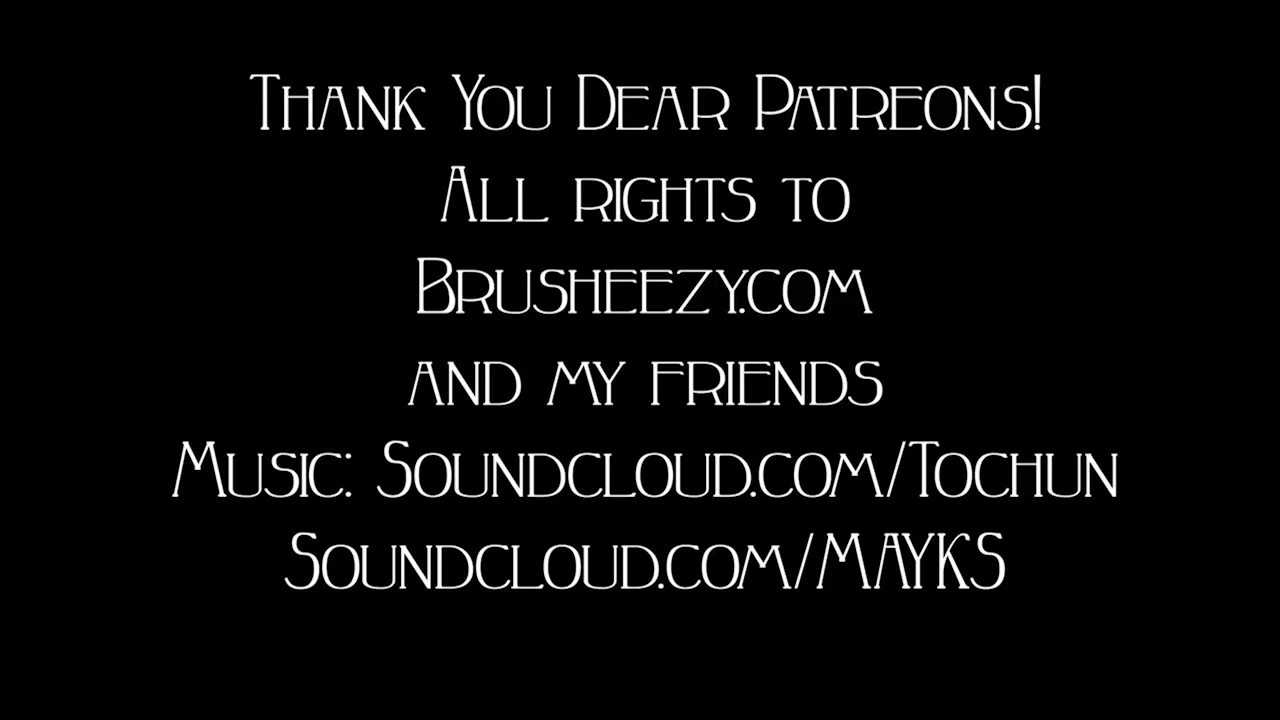 Thank You Dear Patreons!
All rights to
Brusheezy.com
and my friends
Music: Soundcloud.com/Tochun
Soundcloud.com/MAYKS